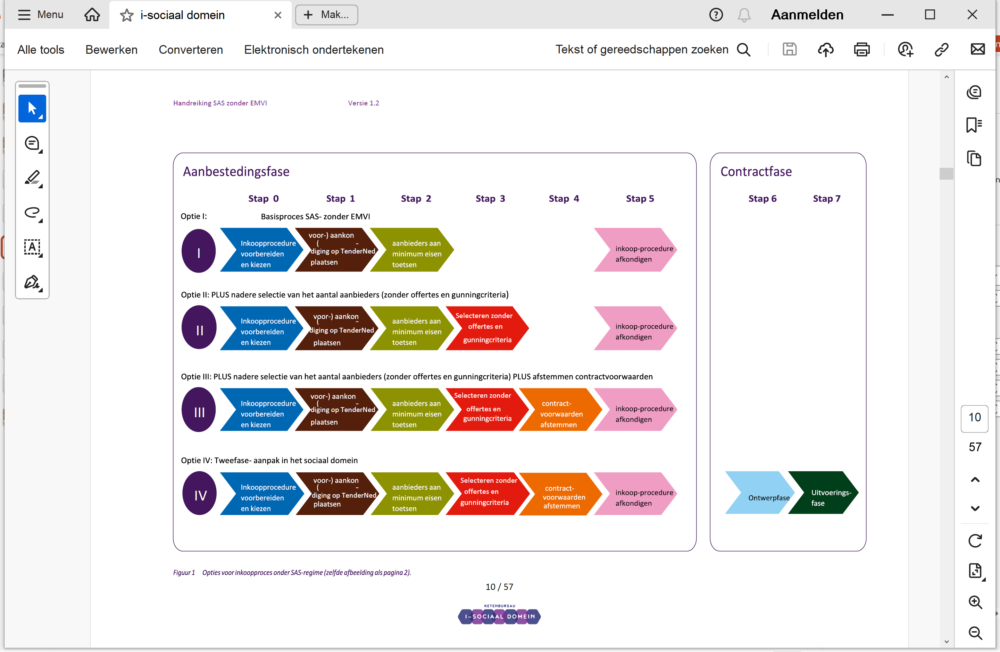 Menu
i-sociaal domein
Mak...
Aanmelden
Alle tools
Bewerken
Converteren
Elektronisch ondertekenen
Tekst of gereedschappen zoeken
Handreiking SAS zonder EMVI Versie 1.2
Aanbestedingsfase
Contractfase
Stap 0 Stap 1 Stap 2 Stap 3 Stap 4 Stap 5 Stap 6 Stap 7
Optie I: Basisproces SAS- zonder EMVI
I
Inkoopprocedure
voorbereiden
en kiezen
voor-) aankon
( -
diging op TenderNed
plaatsen
aanbieders aan
minimum eisen
toetsen
inkoop-procedure
afkondigen
Optie II: PLUS nadere selectie van het aantal aanbieders (zonder offertes en gunningcriteria)
II
Inkoopprocedure
voorbereiden
en kiezen
voor-) aankon
( -
diging op TenderNed
plaatsen
aanbieders aan
minimum eisen
toetsen
Selecteren zonder
offertes en
gunningcriteria
inkoop-procedure
afkondigen
Optie III: PLUS nadere selectie van het aantal aanbieders (zonder offertes en gunningcriteria) PLUS afstemmen contractvoorwaarden
III
Inkoopprocedure
voorbereiden
en kiezen
voor-) aankon
( -
diging op TenderNed
plaatsen
aanbieders aan
minimum eisen
toetsen
Selecteren zonder
offertes en
gunningcriteria
contract-
voorwaarden
afstemmen
inkoop-procedure
afkondigen
Optie IV: Tweefase- aanpak in het sociaal domein
IV
Inkoopprocedure
voorbereiden
en kiezen
voor-) aankon
( -
diging op TenderNed
plaatsen
aanbieders aan
minimum eisen
toetsen
Selecteren zonder
offertes en
gunningcriteria
contract-
voorwaarden
afstemmen
inkoop-procedure
afkondigen
Ontwerpfase
Uitvoerings-
fase
Figuur 1 Opties voor inkoopproces onder SAS-regime (zelfde afbeelding als pagina 2).
10 / 57
KETENBUREAU
I-SOCIAAL DOMEIN
10
57